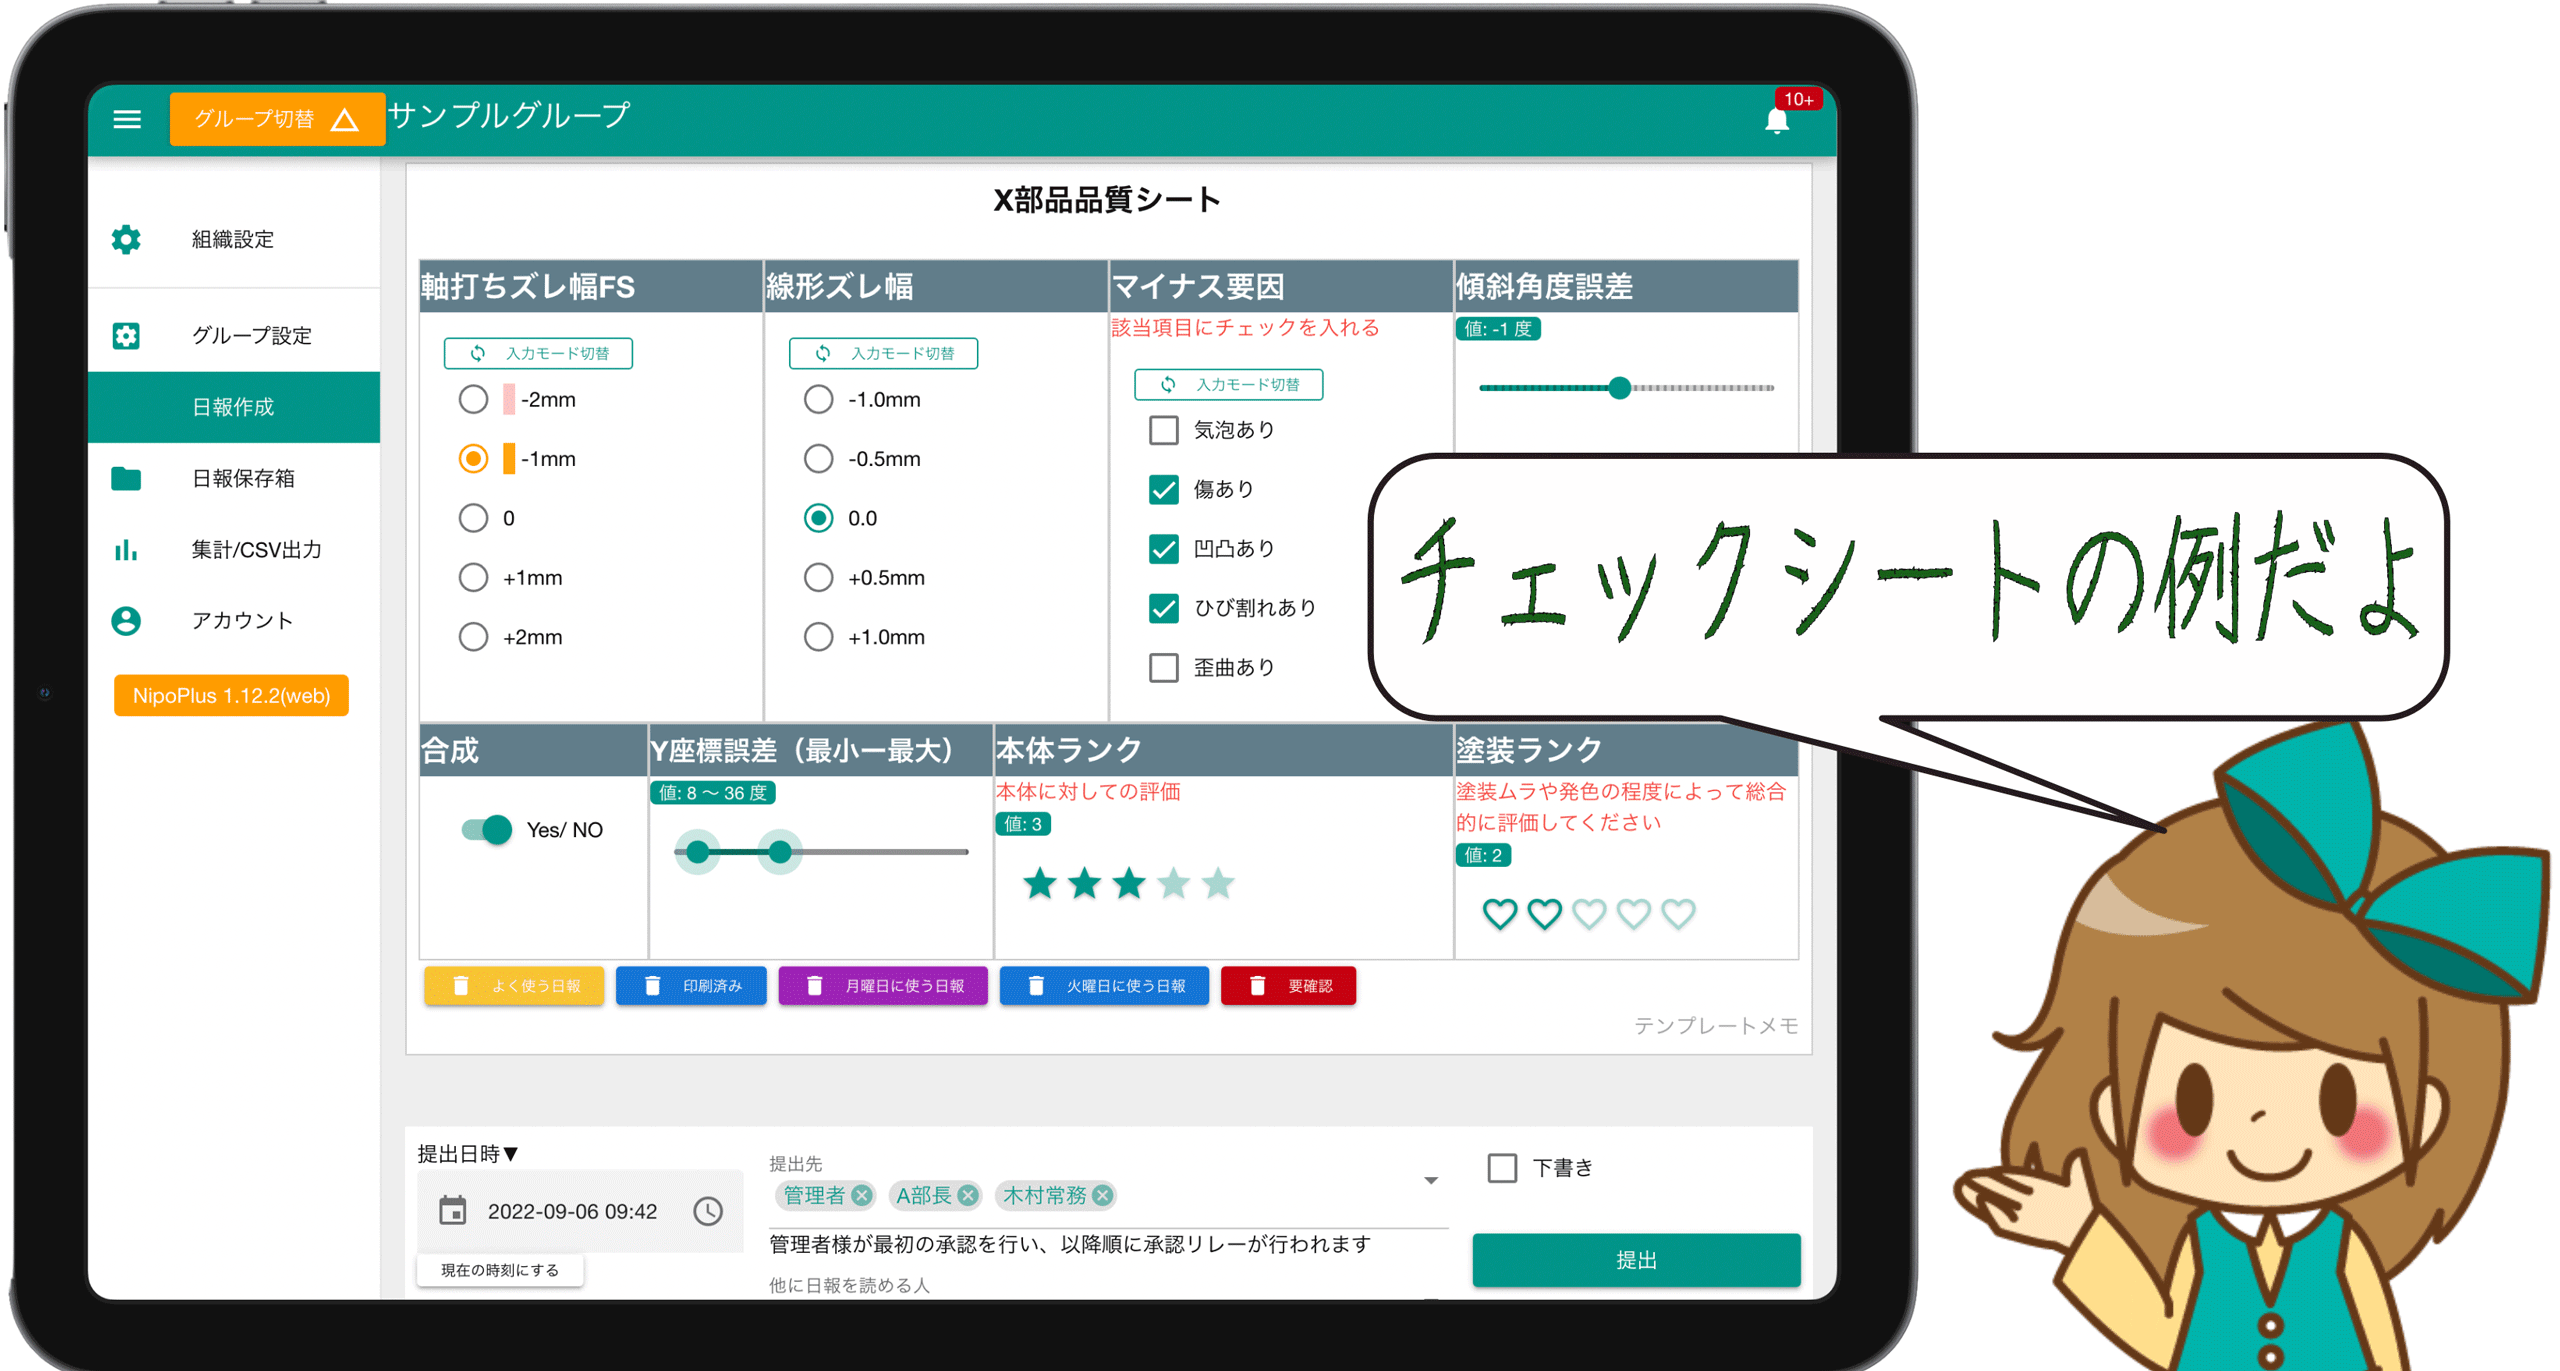 グループ切替
サンプルグループ
10+
組織設定
グループ設定
日報作成
日報保存箱
集計/CSV出力
アカウント
NipoPlus 1.12.2(web)
X部品品質シート
軸打ちズレ幅FS
入力モード切替
-2mm
-1mm
0
+1mm
+2mm
線形ズレ幅
入力モード切替
-1.0mm
-0.5mm
0.0
+0.5mm
+1.0mm
マイナス要因
該当項目にチェックを入れる
入力モード切替
気泡あり
傷あり
凹凸あり
ひび割れあり
歪曲あり
傾斜角度誤差
値: -1 度
チェックシートの例だよ
合成
Yes/ NO
Y座標誤差（最小ー最大）
値: 8 ～ 36 度
本体ランク
本体に対しての評価
値: 3
塗装ランク
塗装ムラや発色の程度によって総合
的に評価してください
値: 2
よく使う日報
印刷済み
月曜日に使う日報
火曜日に使う日報
要確認
テンプレートメモ
提出日時▼
2022-09-06 09:42
現在の時刻にする
提出先
管理者 A部長 木村常務
管理者様が最初の承認を行い、以降順に承認リレーが行われます
他に日報を読める人
下書き
提出